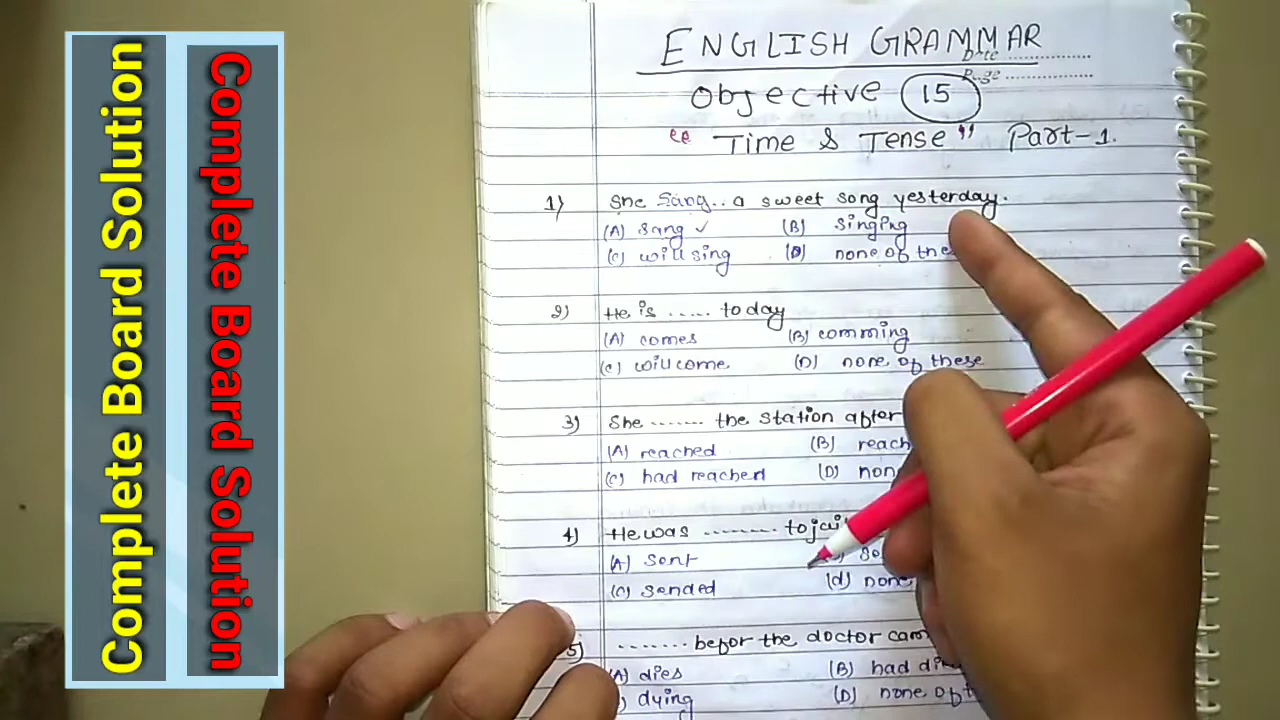 Complete Board Solution
Complete Board Solution
ENGLISH GRAMMAR
Date
Page
Objective 15
"Time & Tense" Part-1.
1) She Sang.. a sweet song yesterday.
(A) sang ✓ (B) singing
(C) will sing (D) none of the
2) He is ..... today
(A) comes (B) comming
(C) will come (D) none of these
3) She ....... the station after
(A) reached (B) reach
(C) had reached (D) non
4) He was ......... to jail
(A) sent
(C) sended (d) none
5) ....... befor the doctor cam
(A) dies (B) had di
dying (D) none of t